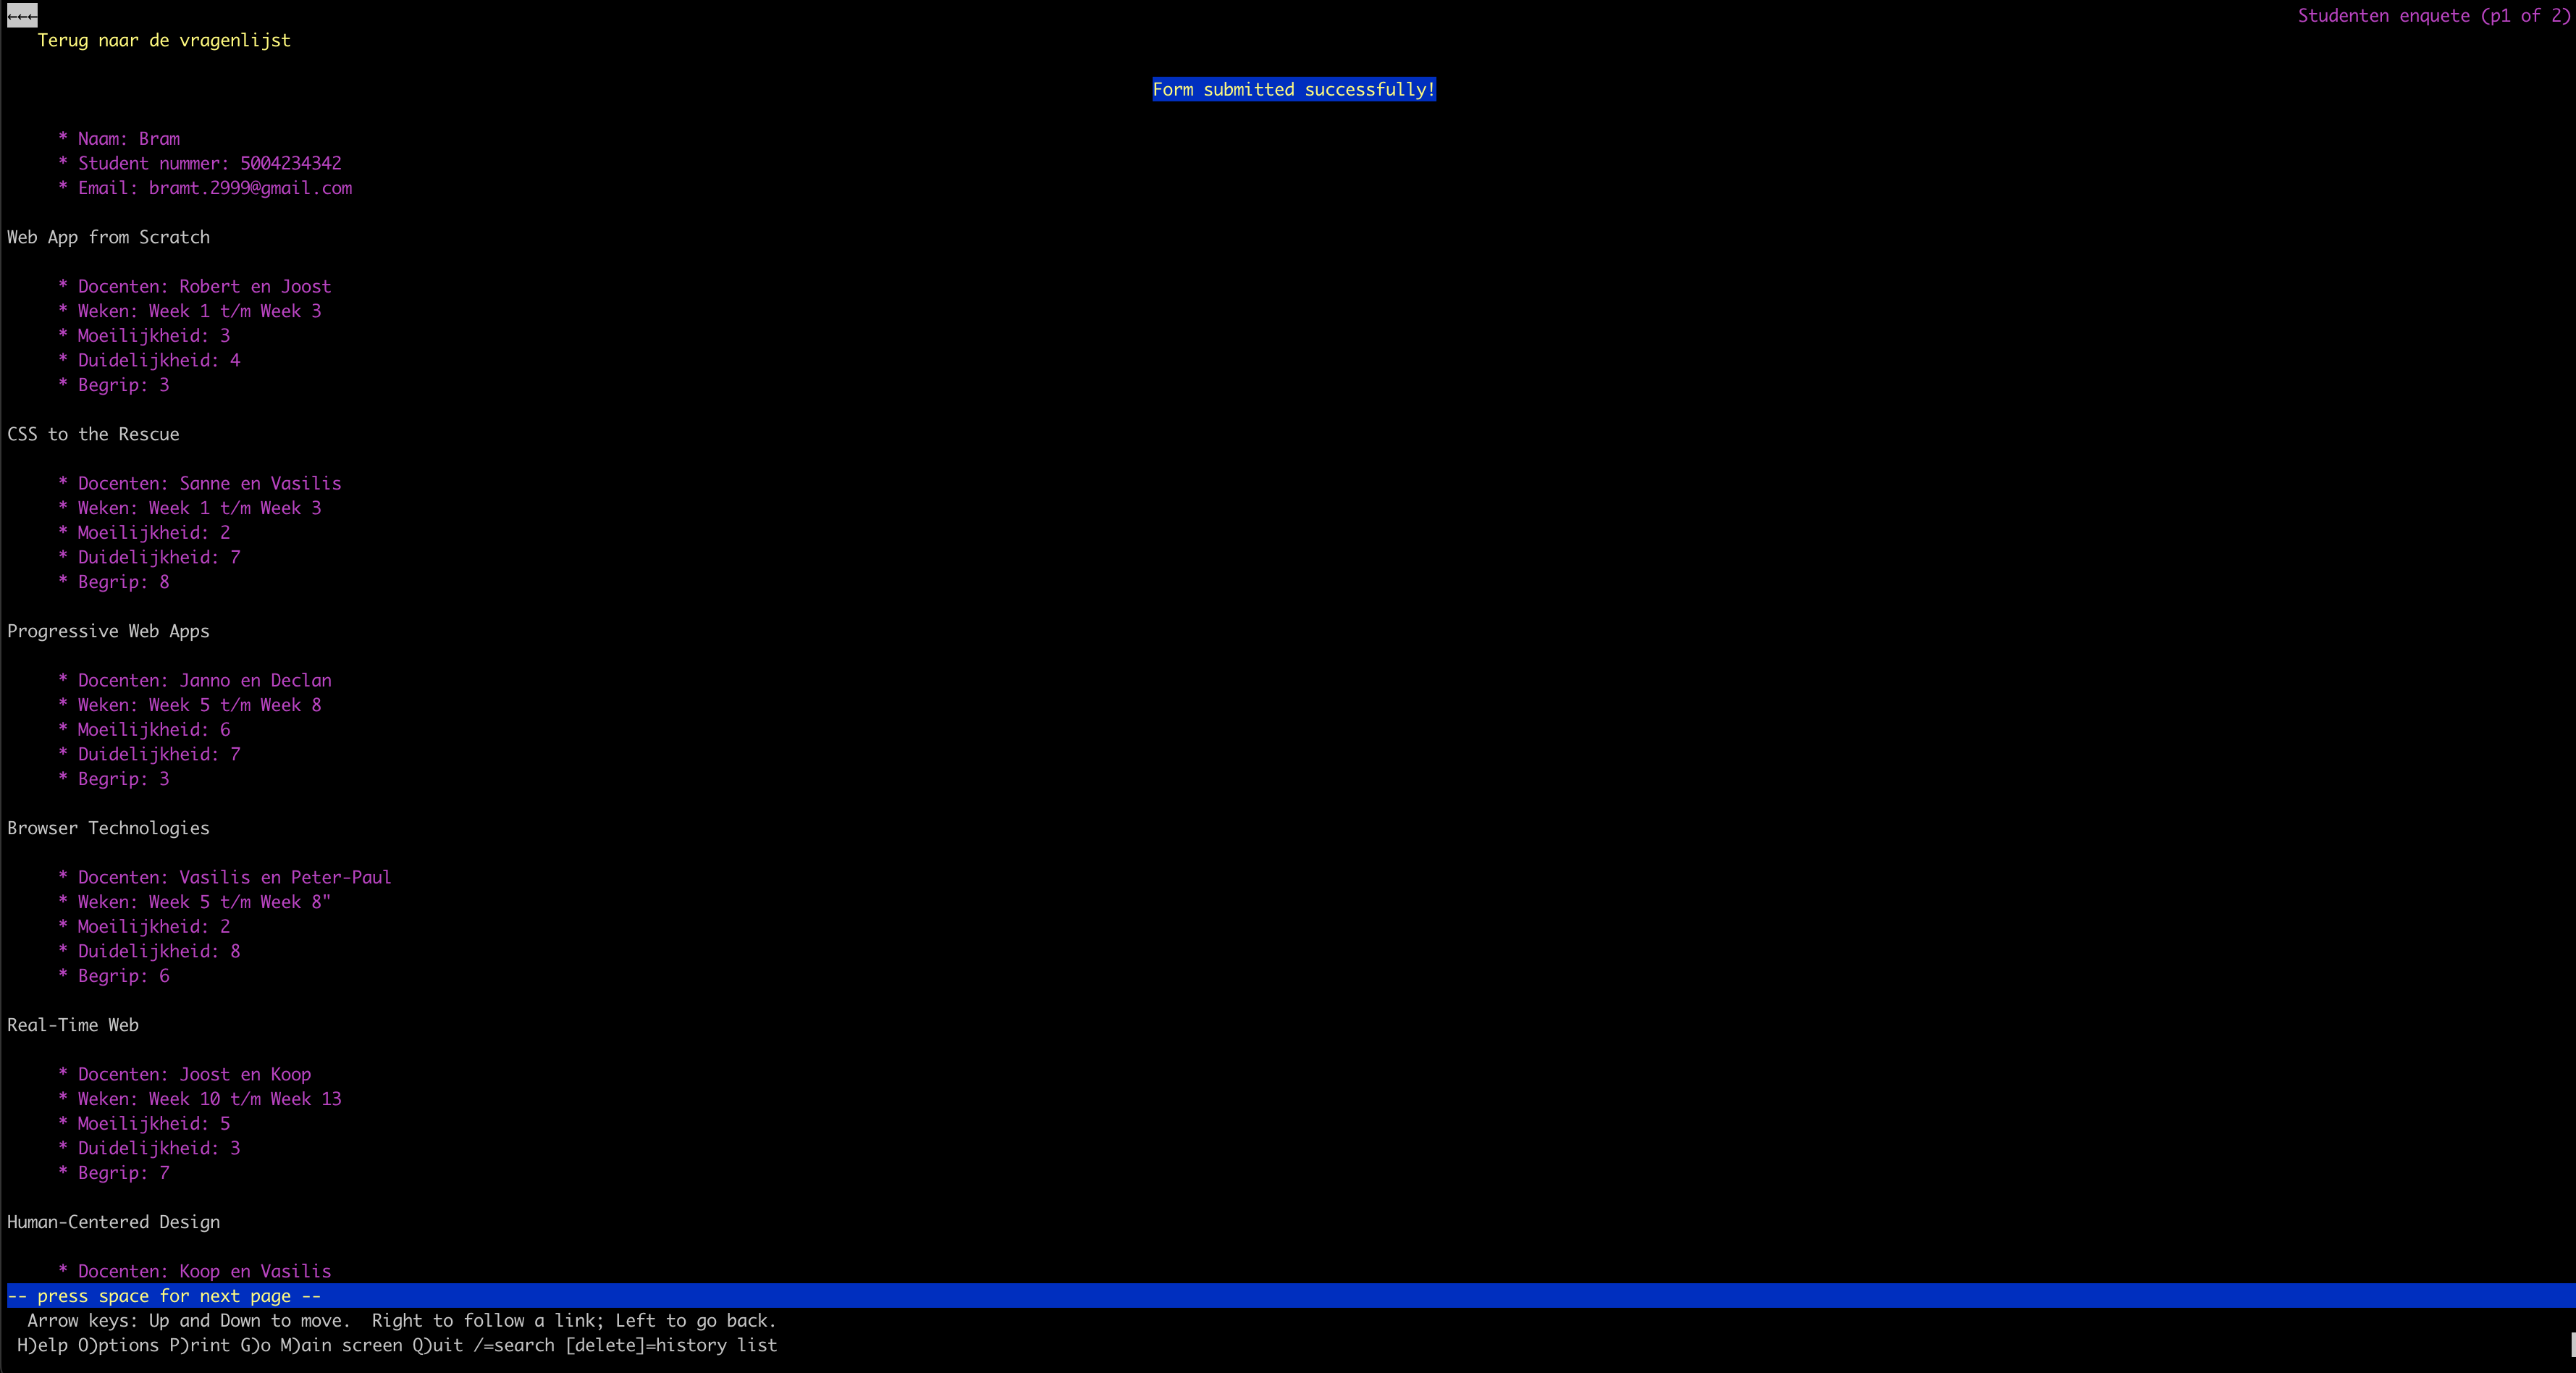 ←←←
Studenten enquete (p1 of 2)
Terug naar de vragenlijst
Form submitted successfully!
* Naam: Bram
* Student nummer: 5004234342
* Email: bramt.2999@gmail.com
Web App from Scratch
* Docenten: Robert en Joost
* Weken: Week 1 t/m Week 3
* Moeilijkheid: 3
* Duidelijkheid: 4
* Begrip: 3
CSS to the Rescue
* Docenten: Sanne en Vasilis
* Weken: Week 1 t/m Week 3
* Moeilijkheid: 2
* Duidelijkheid: 7
* Begrip: 8
Progressive Web Apps
* Docenten: Janno en Declan
* Weken: Week 5 t/m Week 8
* Moeilijkheid: 6
* Duidelijkheid: 7
* Begrip: 3
Browser Technologies
* Docenten: Vasilis en Peter-Paul
* Weken: Week 5 t/m Week 8"
* Moeilijkheid: 2
* Duidelijkheid: 8
* Begrip: 6
Real-Time Web
* Docenten: Joost en Koop
* Weken: Week 10 t/m Week 13
* Moeilijkheid: 5
* Duidelijkheid: 3
* Begrip: 7
Human-Centered Design
* Docenten: Koop en Vasilis
-- press space for next page --
Arrow keys: Up and Down to move.  Right to follow a link; Left to go back.
H)elp O)ptions P)rint G)o M)ain screen Q)uit /=search [delete]=history list